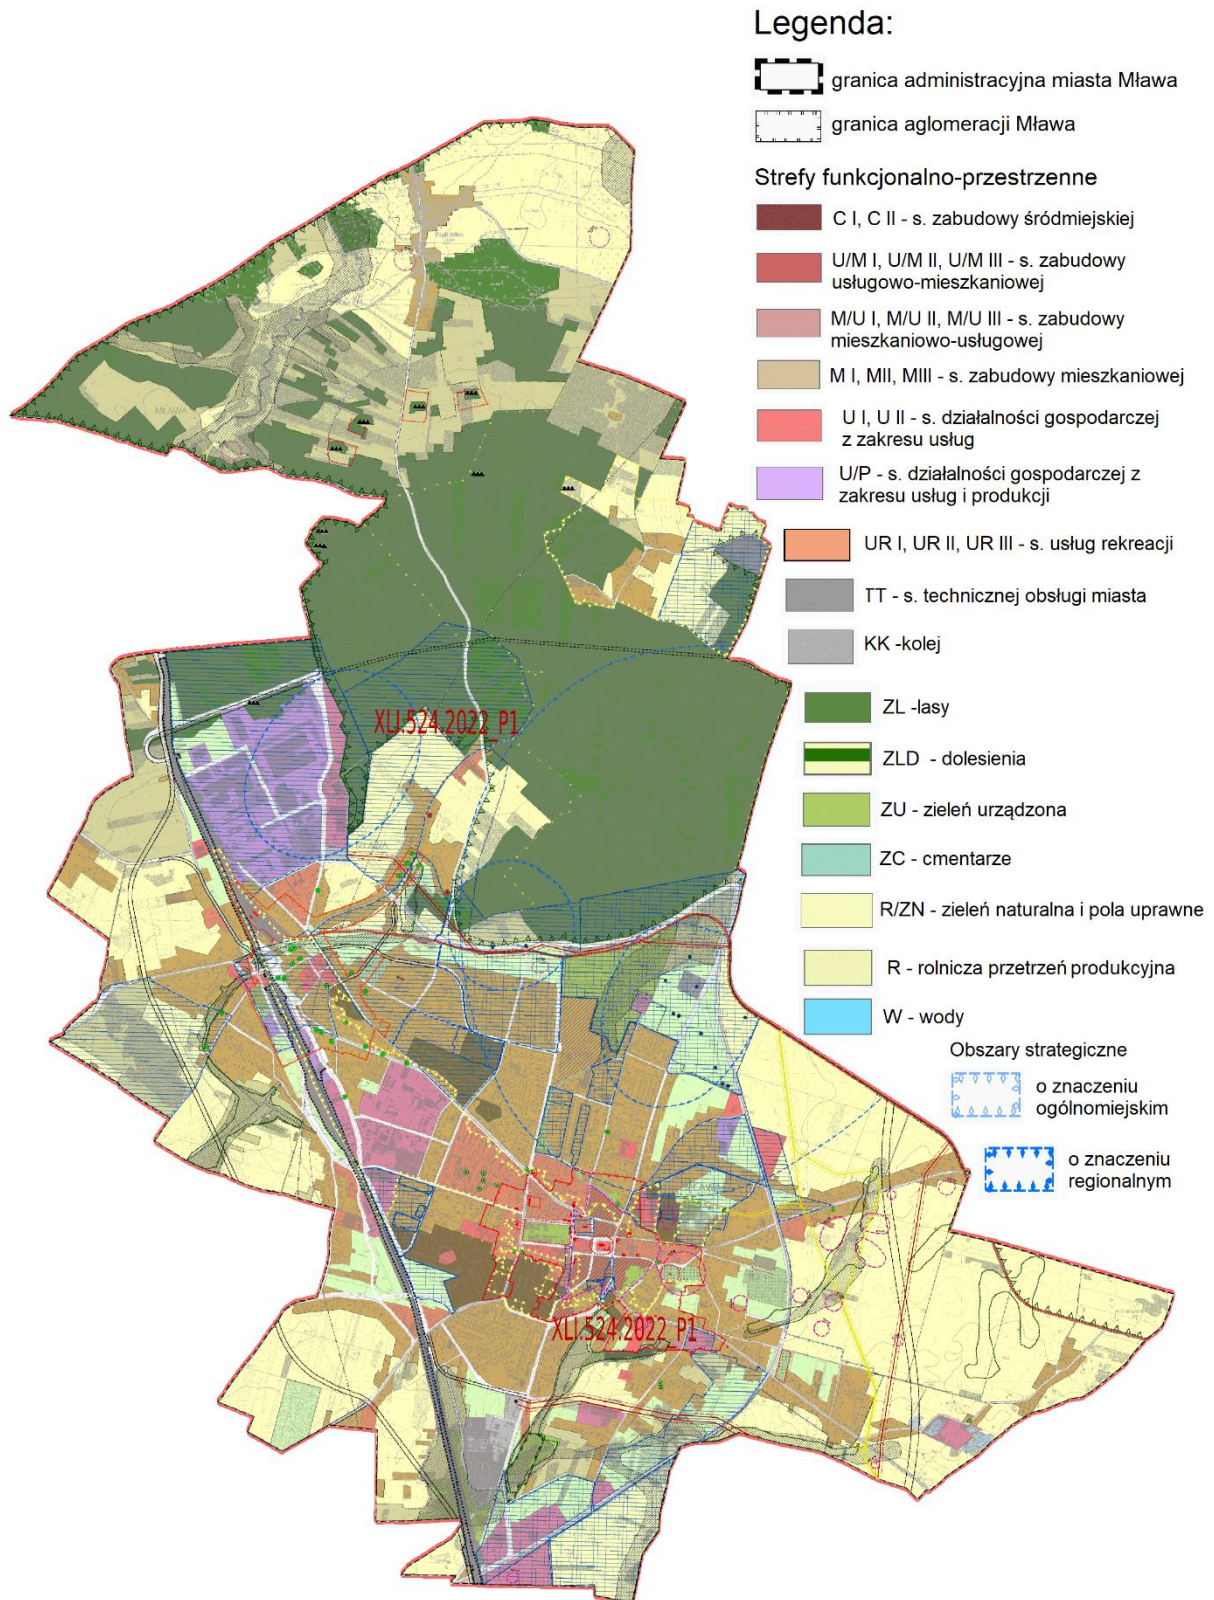 Legenda:
granica administracyjna miasta Mława
granica aglomeracji Mława
Strefy funkcjonalno-przestrzenne
C I, C II - s. zabudowy śródmiejskiej
U/M I, U/M II, U/M III - s. zabudowy
usługowo-mieszkaniowej
M/U I, M/U II, M/U III - s. zabudowy
mieszkaniowo-usługowej
M I, MII, MIII - s. zabudowy mieszkaniowej
U I, U II - s. działalności gospodarczej
z zakresu usług
U/P - s. działalności gospodarczej z
zakresu usług i produkcji
UR I, UR II, UR III - s. usług rekreacji
TT - s. technicznej obsługi miasta
KK -kolej
ZL -lasy
ZLD - dolesienia
ZU - zieleń urządzona
ZC - cmentarze
R/ZN - zieleń naturalna i pola uprawne
R - rolnicza przetrzeń produkcyjna
W - wody
Obszary strategiczne
o znaczeniu
ogólnomiejskim
o znaczeniu
regionalnym
MŁAWA
XLI.524.2022_P1
XLI.524.2022_P1